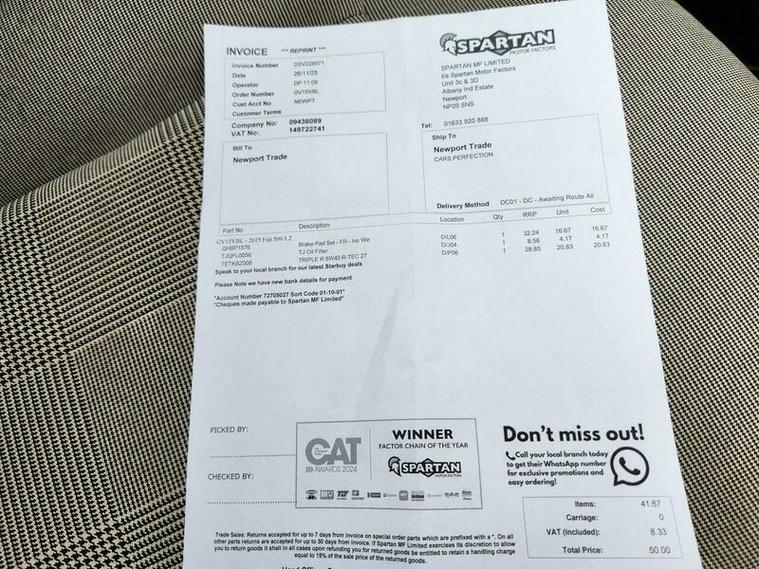 INVOICE *** REPRINT ***
Invoice Number 20IV228971
Date 26/11/25
Operator DP 11:09
Order Number GV15VBL
Cust Acct No NEWPT
Customer Terms
Company No: 09438089
VAT No: 149722741
SPARTAN
MOTOR FACTORS
SPARTAN MF LIMITED
t/a Spartan Motor Factors
Unit 3c & 3D
Albany Ind Estate
Newport
NP20 5NS
Tel: 01633 920 888
Bill To
Newport Trade
Ship To
Newport Trade
CARS PERFECTION
Delivery Method DC01 - DC - Awaiting Route All
Part No Description Location Qty RRP Unit Cost
GV15VBL - 2015 Fiat 500 1.2
QHBP1576 Brake Pad Set - FR - Inc We D/L06 1 32.24 16.67 16.67
TJQFL0056 TJ Oil Filter D/J04 1 8.56 4.17 4.17
TETKBZ006 TRIPLE R 5W40 R-TEC 27 D/P06 1 28.85 20.83 20.83
Speak to your local branch for our latest Starbuy deals
Please Note we have new bank details for payment
"Account Number 72705027 Sort Code 01-10-01"
"Cheques made payable to Spartan MF Limited"
PICKED BY:
CHECKED BY:
CAT
AWARDS 2024
WINNER
FACTOR CHAIN OF THE YEAR
SPARTAN
MOTOR FACTORS
Don't miss out!
Call your local branch today
to get their WhatsApp number
for exclusive promotions and
easy ordering!
Items: 41.67
Carriage: 0
VAT (Included): 8.33
Total Price: 50.00
Trade Sales: Returns accepted for up to 7 days from invoice on special order parts which are prefixed with a *. On all
other parts returns are accepted for up to 30 days from invoice. If Spartan MF Limited exercises its discretion to allow
you to return goods it shall in all cases upon refunding you for returned goods be entitled to retain a handling charge
equal to 15% of the sale price of the returned goods.